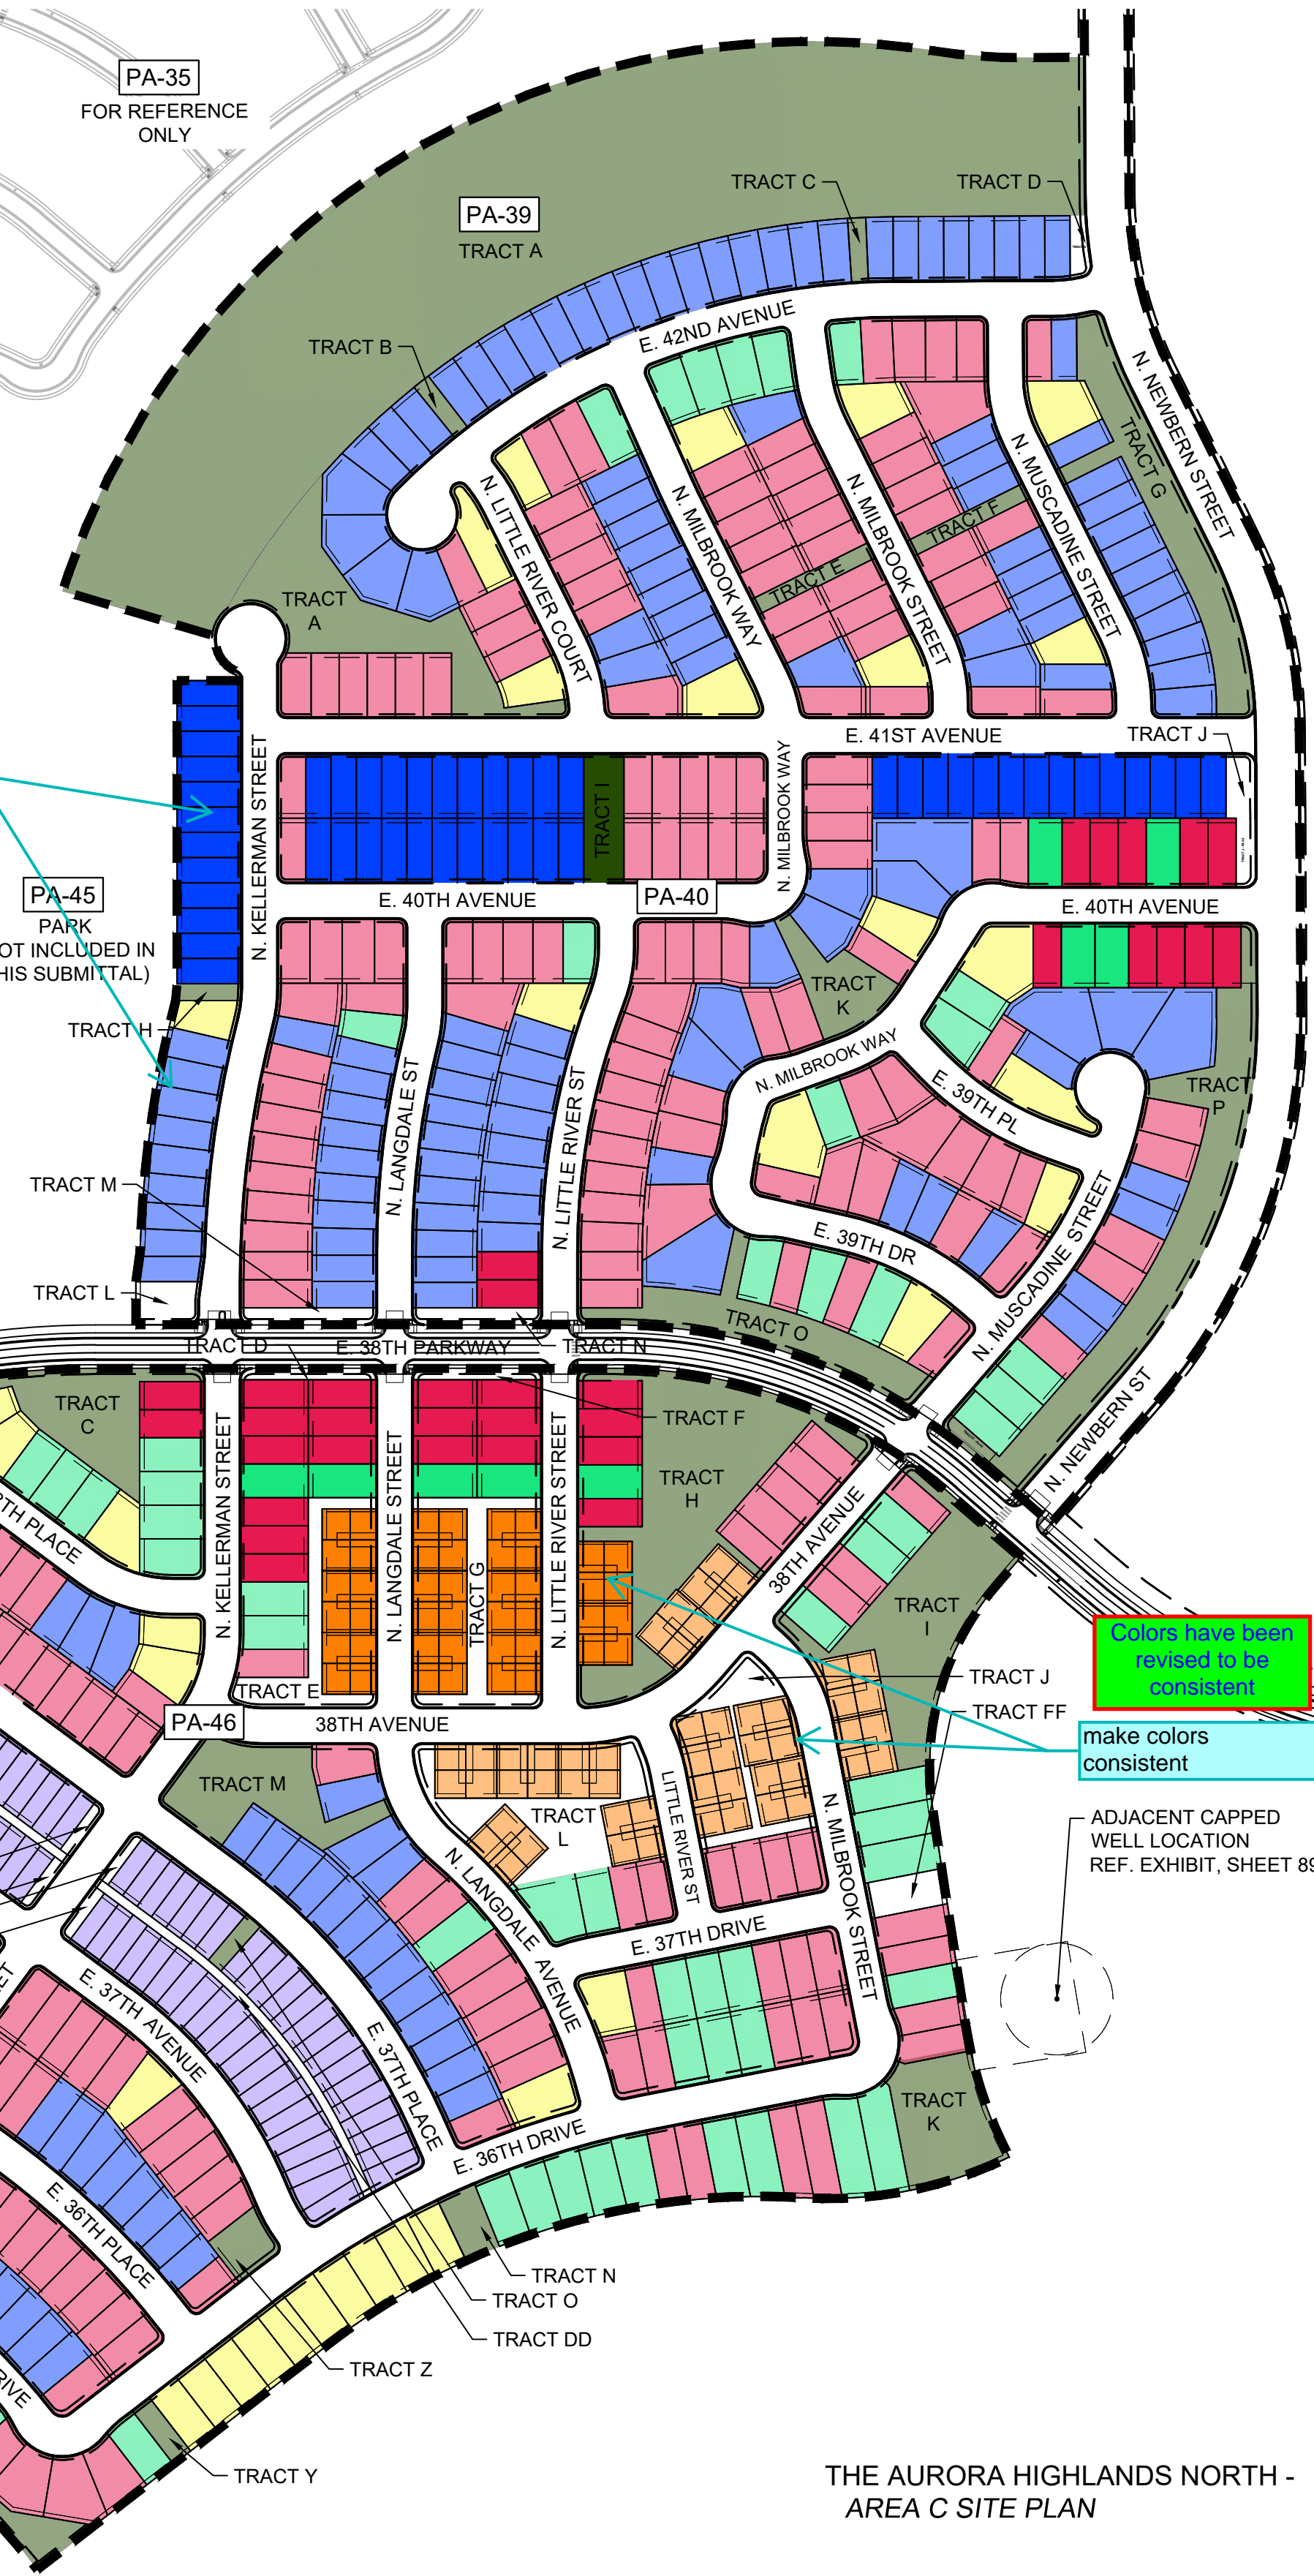 PA-35
FOR REFERENCE
ONLY
TRACT C
TRACT D
PA-39
TRACT A
E. 42ND AVENUE
TRACT B
N. NEWBERN STREET
TRACT G
N. LITTLE RIVER COURT
N. MILBROOK WAY
N. MILBROOK STREET
N. MUSCADINE STREET
TRACT F
TRACT E
TRACT
A
E. 41ST AVENUE
TRACT J
N. KELLERMAN STREET
TRACT I
N. MILBROOK WAY
PA-45
PARK
OT INCLUDED IN
HIS SUBMITTAL)
E. 40TH AVENUE
PA-40
E. 40TH AVENUE
TRACT
K
TRACT H
N. MILBROOK WAY
E. 39TH PL
TRACT
P
N. LANGDALE ST
N. LITTLE RIVER ST
TRACT M
E. 39TH DR
N. MUSCADINE STREET
TRACT L
TRACT O
TRACT D
E. 38TH PARKWAY
TRACT N
TRACT
C
TRACT F
N. NEWBERN ST
N. KELLERMAN STREET
N. LANGDALE STREET
N. LITTLE RIVER STREET
TRACT
H
38TH AVENUE
TH PLACE
TRACT G
TRACT
I
Colors have been
revised to be
consistent
TRACT E
TRACT J
PA-46
38TH AVENUE
TRACT FF
make colors
consistent
TRACT M
LITTLE RIVER ST
TRACT
L
N. MILBROOK STREET
ADJACENT CAPPED
WELL LOCATION
REF. EXHIBIT, SHEET 89
N. LANGDALE AVENUE
E. 37TH DRIVE
E. 37TH AVENUE
E. 37TH PLACE
TRACT
K
E. 36TH DRIVE
E. 36TH PLACE
TRACT N
TRACT O
TRACT DD
TRACT Z
RIVE
TRACT Y
THE AURORA HIGHLANDS NORTH -
AREA C SITE PLAN